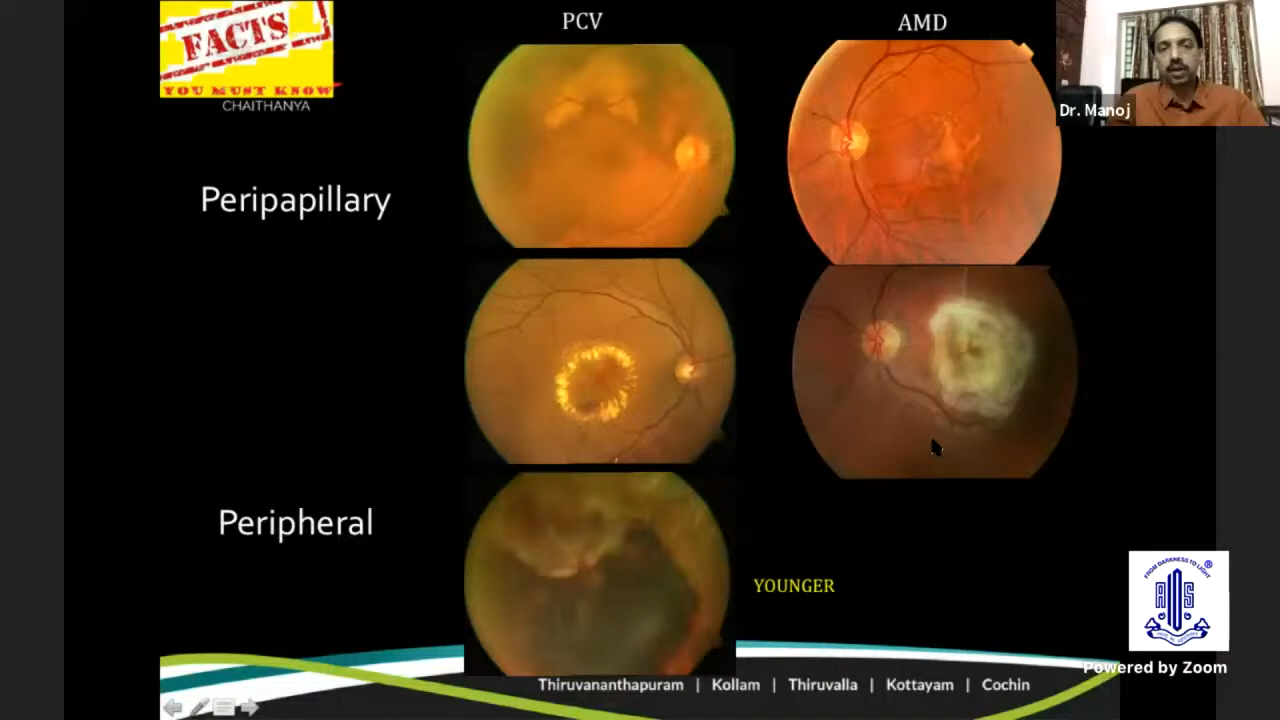 FACTS
YOU MUST KNOW
CHAITHANYA
PCV
AMD
Dr. Manoj
Peripapillary
Peripheral
YOUNGER
FROM DARKNESS TO LIGHT
®
AIOS
Powered by Zoom
Thiruvananthapuram | Kollam | Thiruvalla | Kottayam | Cochin